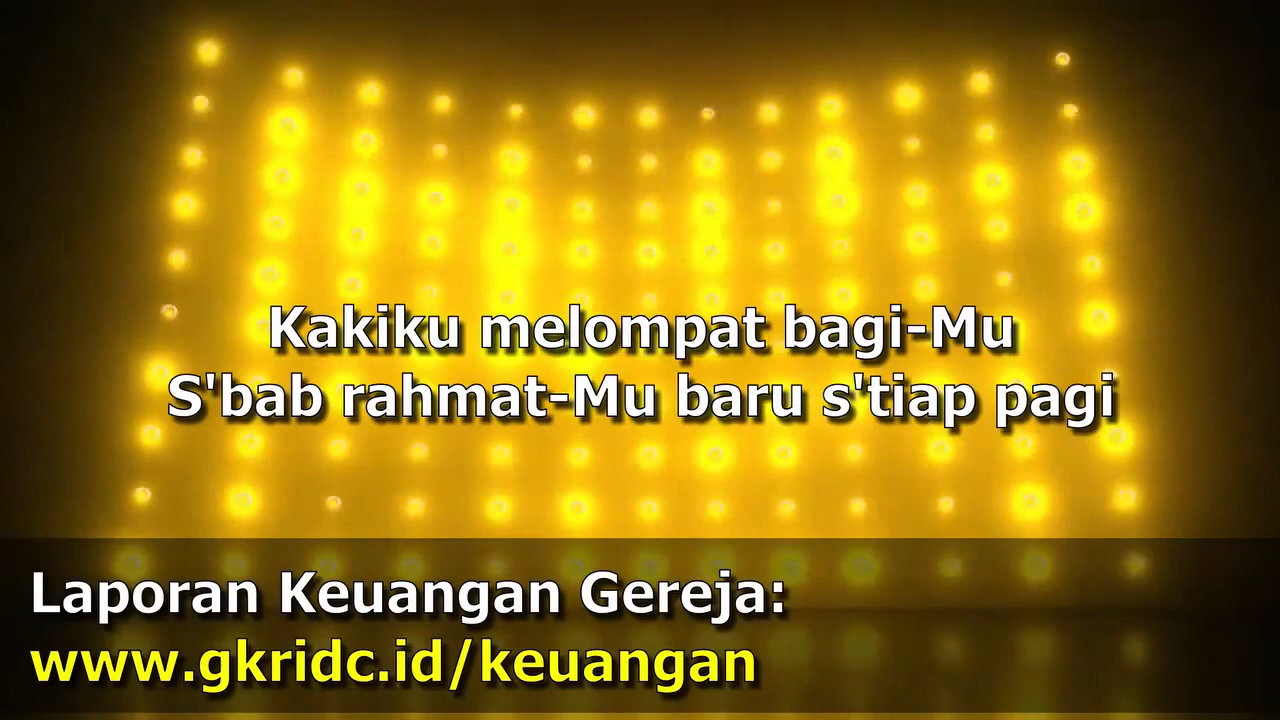 Kakiku melompat bagi-Mu
S'bab rahmat-Mu baru s'tiap pagi
Laporan Keuangan Gereja:
www.gkridc.id/keuangan